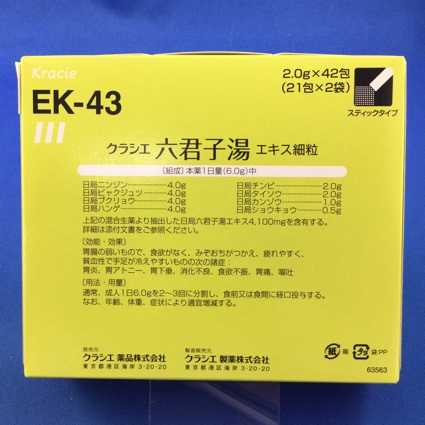 Kracie
EK-43
2.0g×42包
(21包×2袋)
スティックタイプ
クラシエ 六君子湯 エキス細粒
〔組成〕本薬1日量(6.0g)中
日局ニンジン 4.0g 日局チンピ 2.0g
日局ビャクジュツ 4.0g 日局タイソウ 2.0g
日局ブクリョウ 4.0g 日局カンゾウ 1.0g
日局ハンゲ 4.0g 日局ショウキョウ 0.5g
上記の混合生薬より抽出した日局六君子湯エキス4,100mgを含有する。
詳細は添付文書をご参照ください。
〔効能・効果〕
胃腸の弱いもので、食欲がなく、みぞおちがつかえ、疲れやすく、
貧血性で手足が冷えやすいものの次の諸症:
胃炎、胃アトニー、胃下垂、消化不良、食欲不振、胃痛、嘔吐
〔用法・用量〕
通常、成人1日6.0gを2~3回に分割し、食前又は食間に経口投与する。
なお、年齢、体重、症状により適宜増減する。
発売元 製造販売元
クラシエ 薬品株式会社 クラシエ 製薬株式会社
東京都港区海岸 3-20-20 東京都港区海岸 3-20-20
紙 箱 プラ 袋:PP
63563